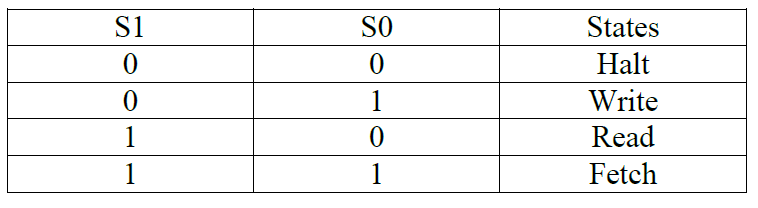 S1 S0 States
0 0 Halt
0 1 Write
1 0 Read
1 1 Fetch